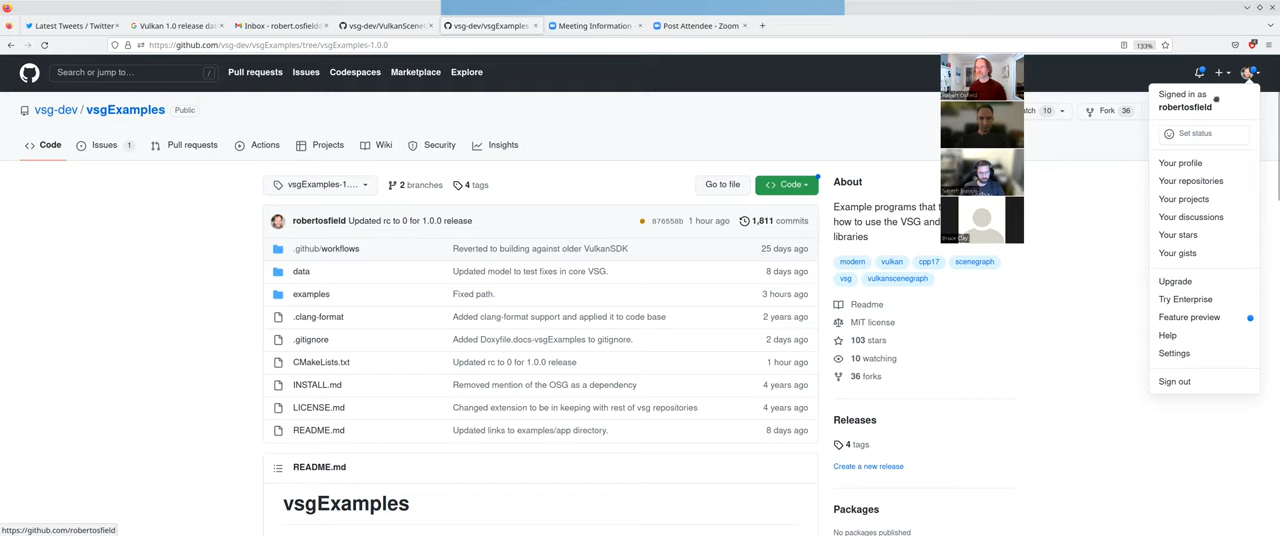 Latest Tweets / Twitter
Vulkan 1.0 release dat
Inbox - robert.osfield
vsg-dev/VulkanScene
vsg-dev/vsgExamples
Meeting Information -
Post Attendee - Zoom
https://github.com/vsg-dev/vsgExamples/tree/vsgExamples-1.0.0
133%
Search or jump to...
/
Pull requests
Issues
Codespaces
Marketplace
Explore
vsg-dev / vsgExamples
Public
10
Fork 36
Code
Issues 1
Pull requests
Actions
Projects
Wiki
Security
Insights
vsgExamples-1....
2 branches
4 tags
Go to file
Code
robertosfield Updated rc to 0 for 1.0.0 release
876558b 1 hour ago
1,811 commits
.github/workflows Reverted to building against older VulkanSDK 25 days ago
data Updated model to test fixes in core VSG. 8 days ago
examples Fixed path. 3 hours ago
.clang-format Added clang-format support and applied it to code base 2 years ago
.gitignore Added Doxyfile.docs-vsgExamples to gitignore. 2 days ago
CMakeLists.txt Updated rc to 0 for 1.0.0 release 1 hour ago
INSTALL.md Removed mention of the OSG as a dependency 4 years ago
LICENSE.md Changed extension to be in keeping with rest of vsg repositories 4 years ago
README.md Updated links to examples/app directory. 8 days ago
README.md
vsgExamples
About
Example programs that
how to use the VSG and
libraries
modern
vulkan
cpp17
scenegraph
vsg
vulkanscenegraph
Readme
MIT license
103 stars
10 watching
36 forks
Releases
4 tags
Create a new release
Packages
No packages published
Robert Osfield
Bruce Clay
Signed in as
robertosfield
Set status
Your profile
Your repositories
Your projects
Your discussions
Your stars
Your gists
Upgrade
Try Enterprise
Feature preview
Help
Settings
Sign out
https://github.com/robertosfield